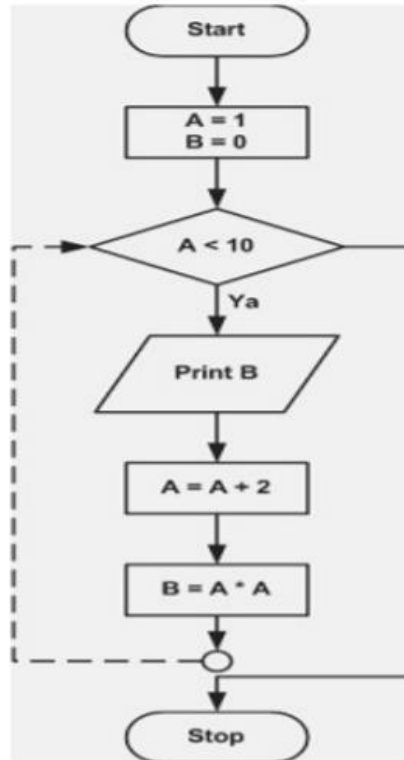 Start
A = 1
B = 0
A < 10
Ya
Print B
A = A + 2
B = A * A
Stop